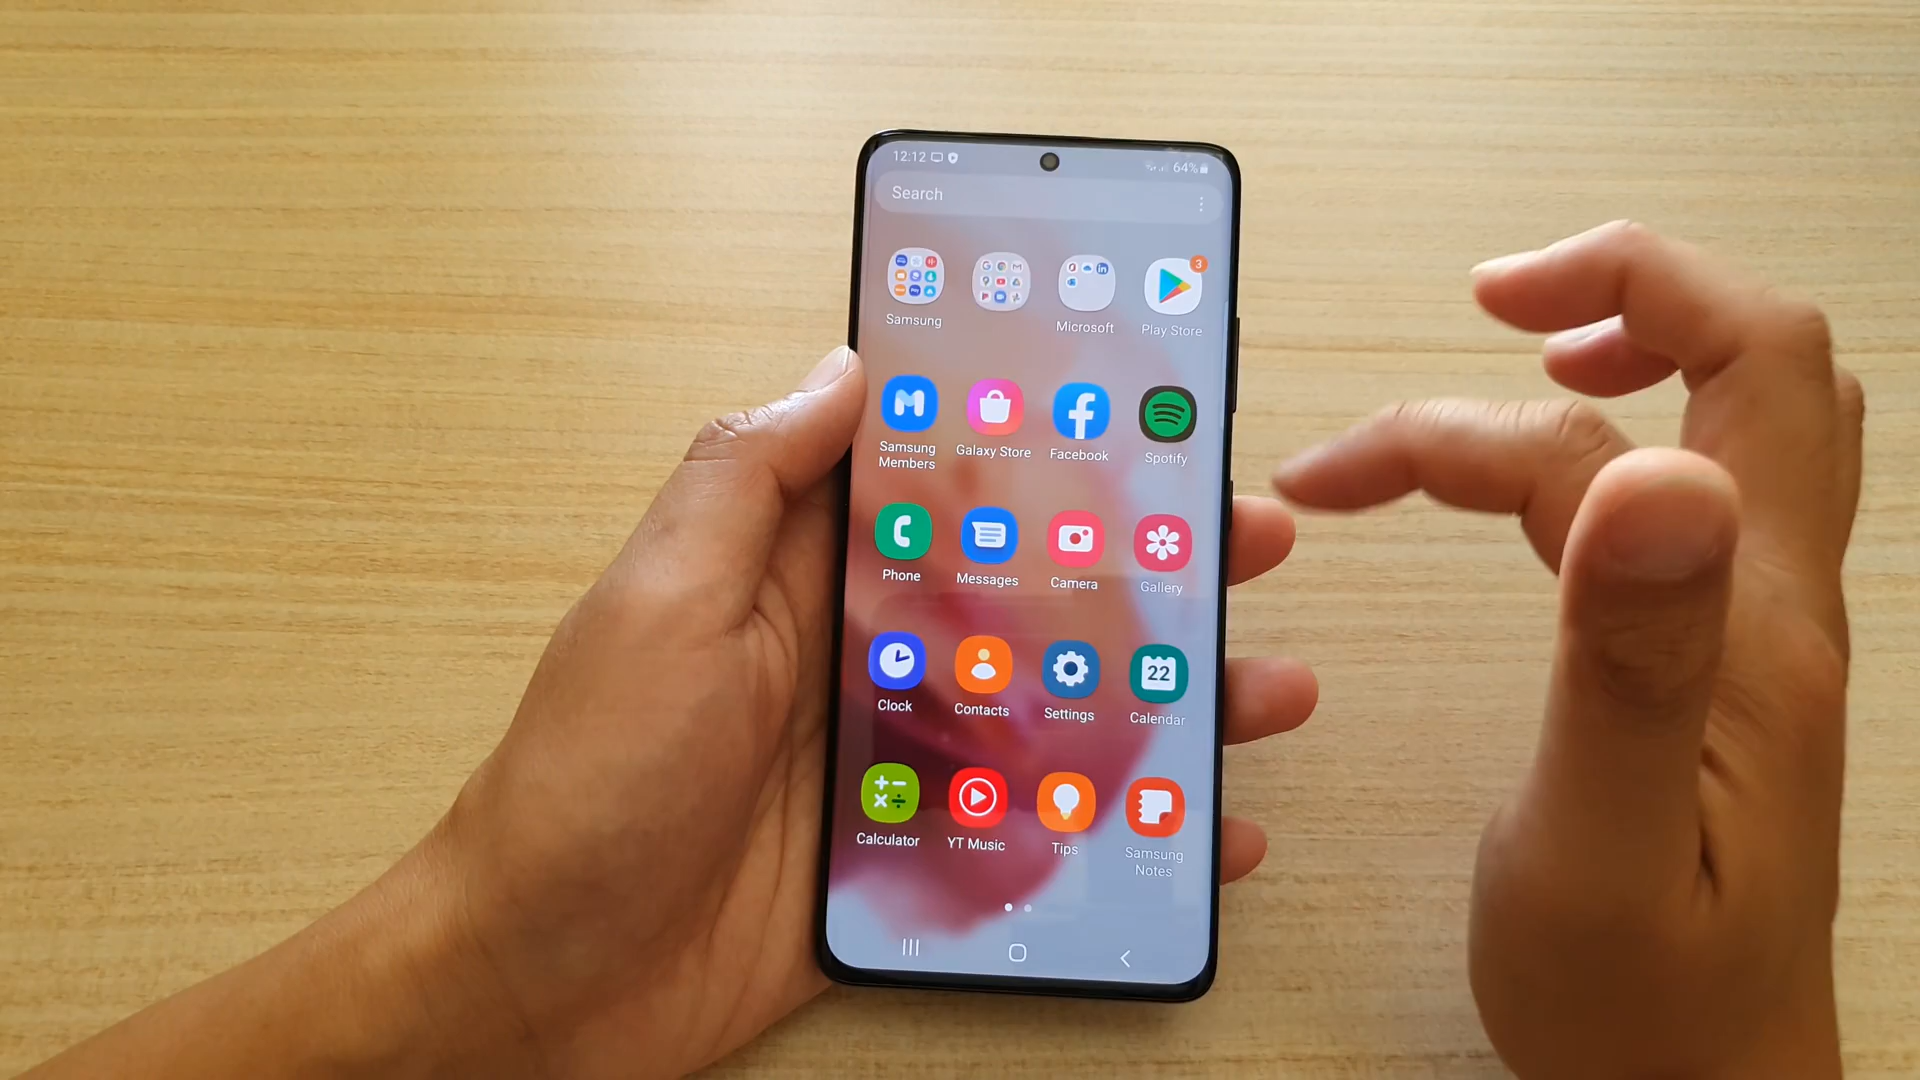 12:12
64%
Search
3
Samsung
Microsoft
Play Store
Samsung
Members
Galaxy Store
Facebook
Spotify
Phone
Messages
Camera
Gallery
22
Clock
Contacts
Settings
Calendar
Calculator
YT Music
Tips
Samsung
Notes